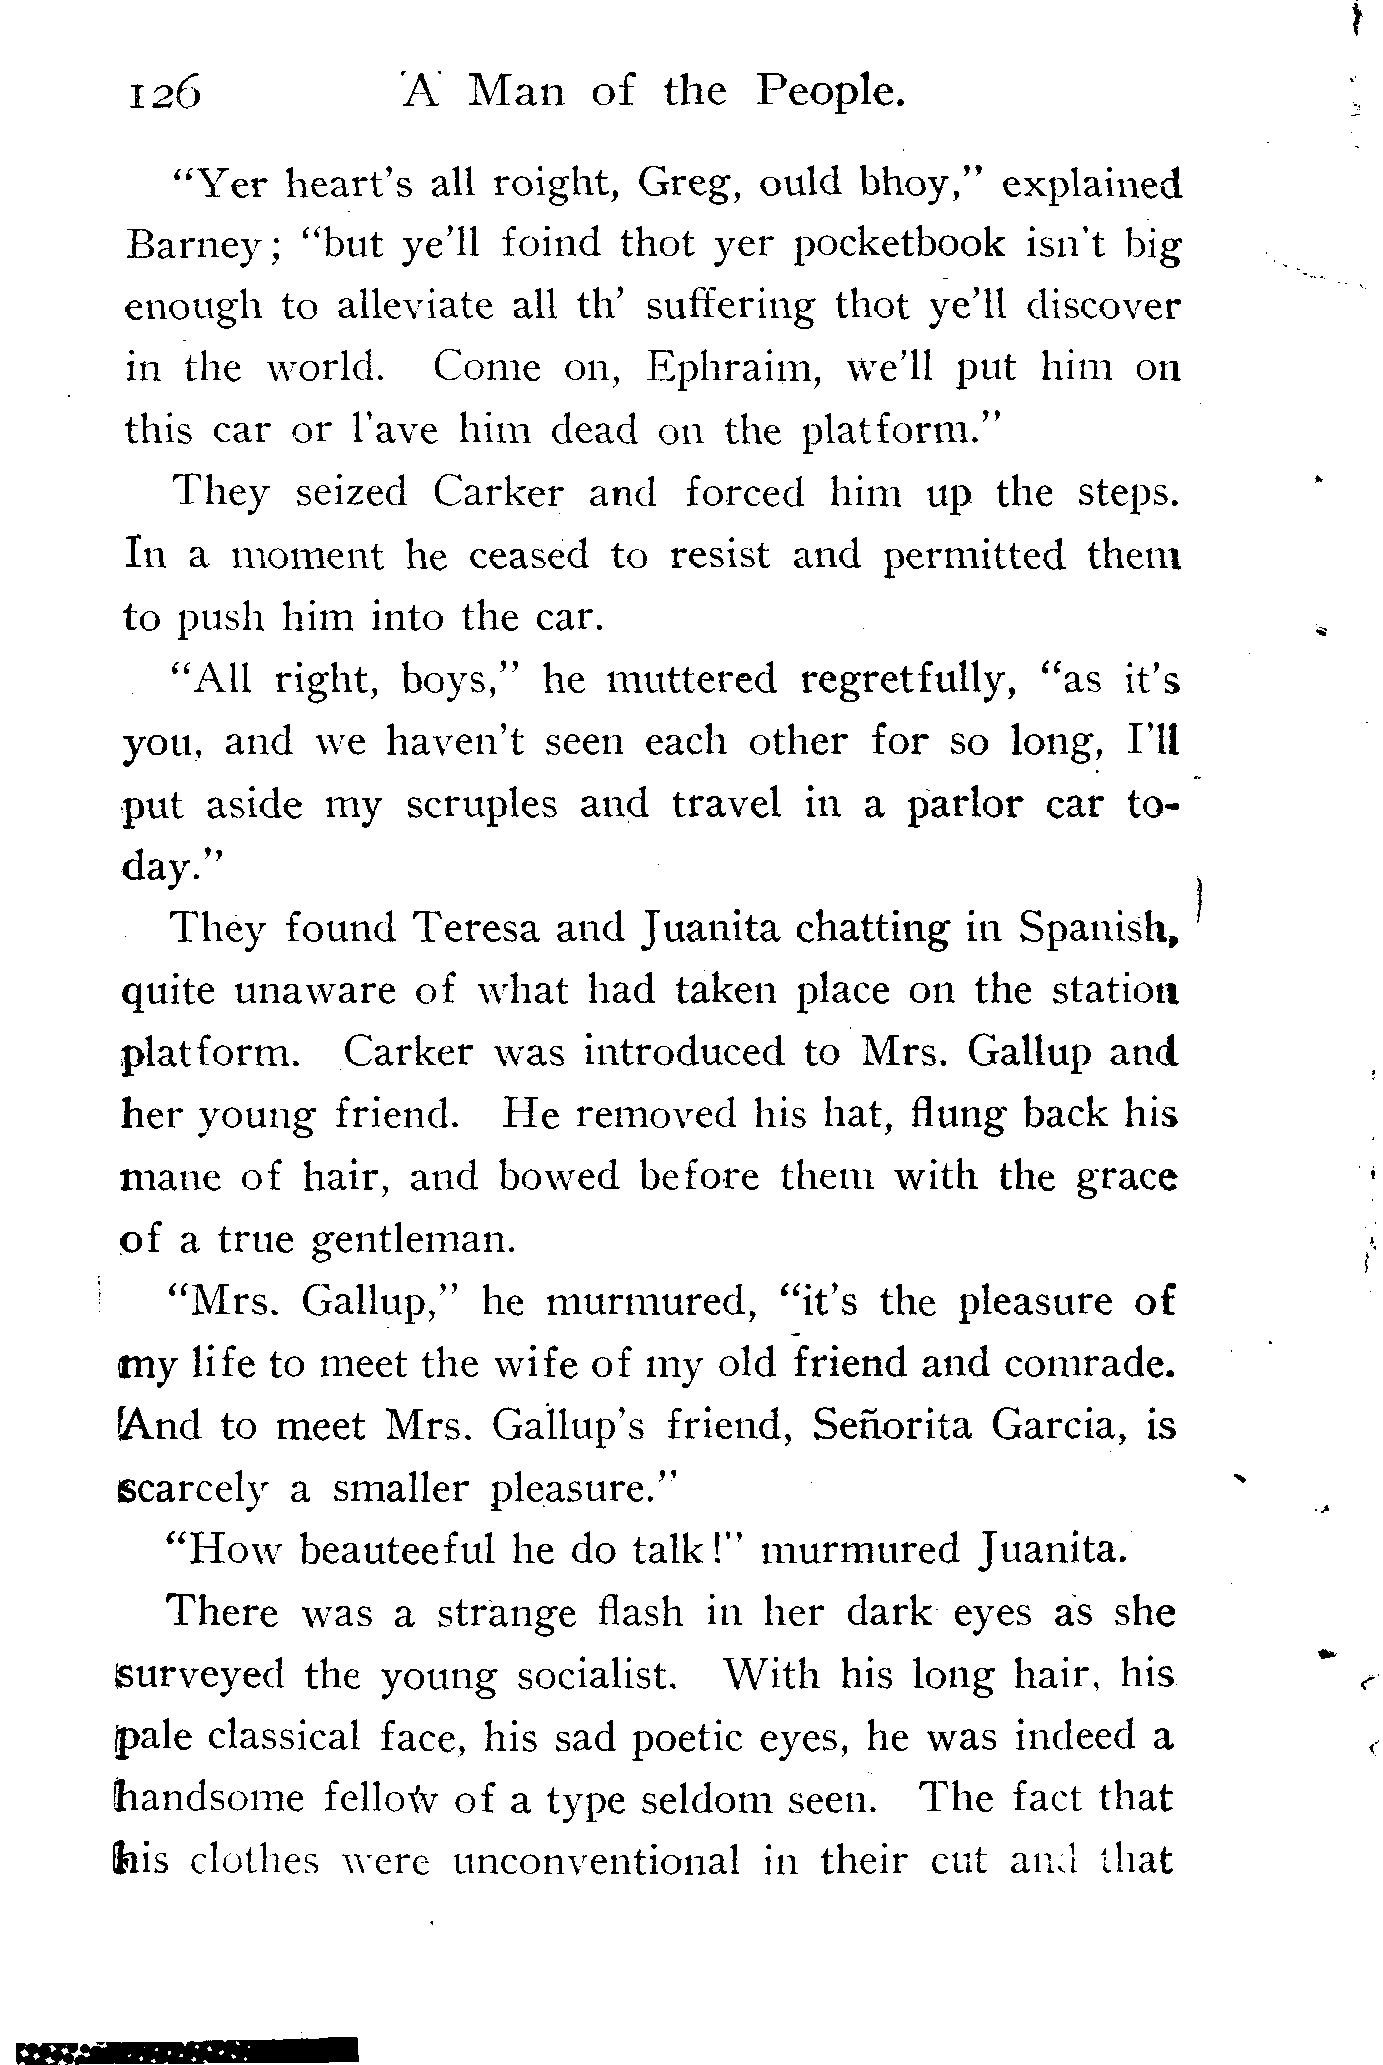 126 A Man of the People.
"Yer heart's all roight, Greg, ould bhoy," explained
Barney; "but ye'll foind thot yer pocketbook isn't big
enough to alleviate all th' suffering thot ye'll discover
in the world. Come on, Ephraim, we'll put him on
this car or l'ave him dead on the platform."
They seized Carker and forced him up the steps.
In a moment he ceased to resist and permitted them
to push him into the car.
"All right, boys," he muttered regretfully, "as it's
you, and we haven't seen each other for so long, I'll
put aside my scruples and travel in a parlor car to-
day."
They found Teresa and Juanita chatting in Spanish,
quite unaware of what had taken place on the station
platform. Carker was introduced to Mrs. Gallup and
her young friend. He removed his hat, flung back his
mane of hair, and bowed before them with the grace
of a true gentleman.
"Mrs. Gallup," he murmured, "it's the pleasure of
my life to meet the wife of my old friend and comrade.
And to meet Mrs. Gallup's friend, Señorita Garcia, is
scarcely a smaller pleasure."
"How beauteeful he do talk!" murmured Juanita.
There was a strange flash in her dark eyes as she
surveyed the young socialist. With his long hair, his
pale classical face, his sad poetic eyes, he was indeed a
handsome fellow of a type seldom seen. The fact that
his clothes were unconventional in their cut and that